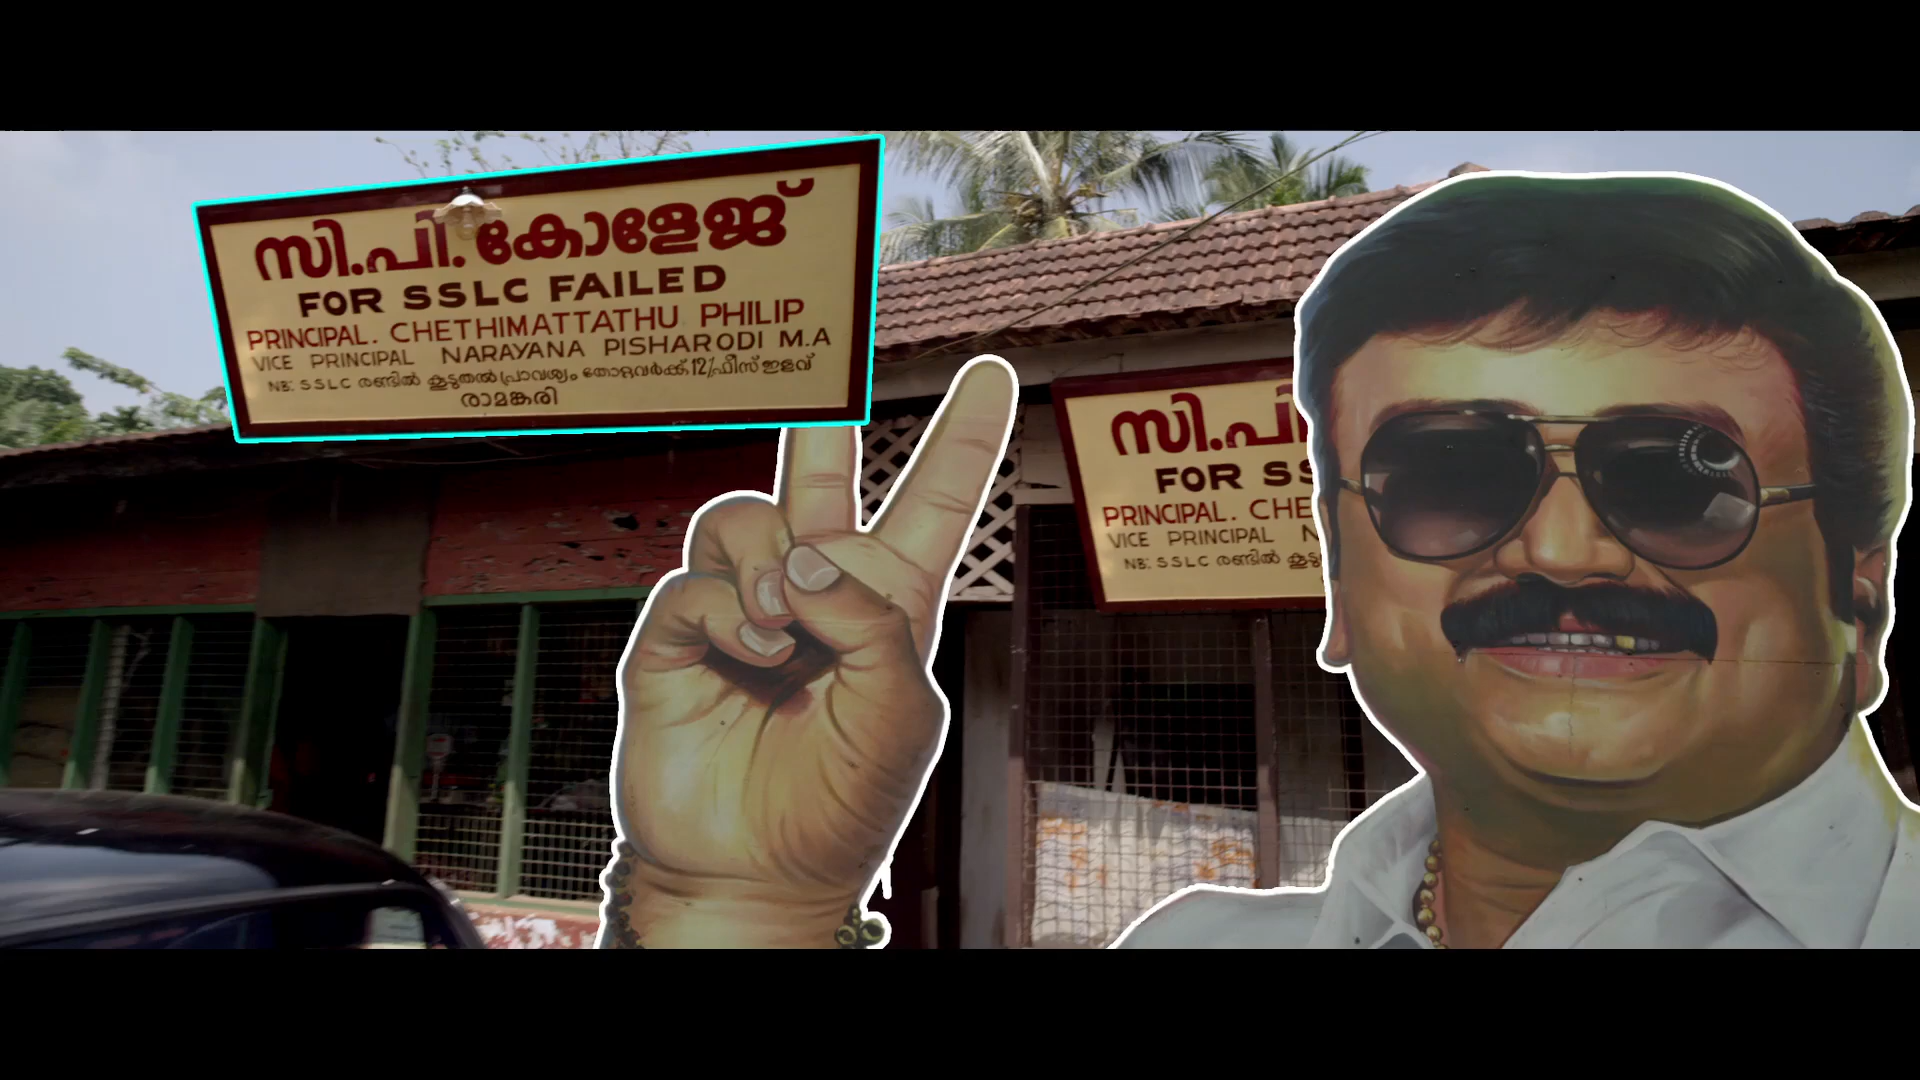 സി.പി. കോളേജ്
FOR SSLC FAILED
PRINCIPAL. CHETHIMATTATHU PHILIP
VICE PRINCIPAL NARAYANA PISHARODI M.A
NB: SSLC രണ്ടിൽ കൂടുതൽ പ്രാവശ്യം തോറ്റവർക്ക് 12/ഫീസ് ഇളവ്
രാമങ്കരി
സി.പി
FOR SS
PRINCIPAL. CHE
VICE PRINCIPAL N
NB: SSLC രണ്ടിൽ കൂടു